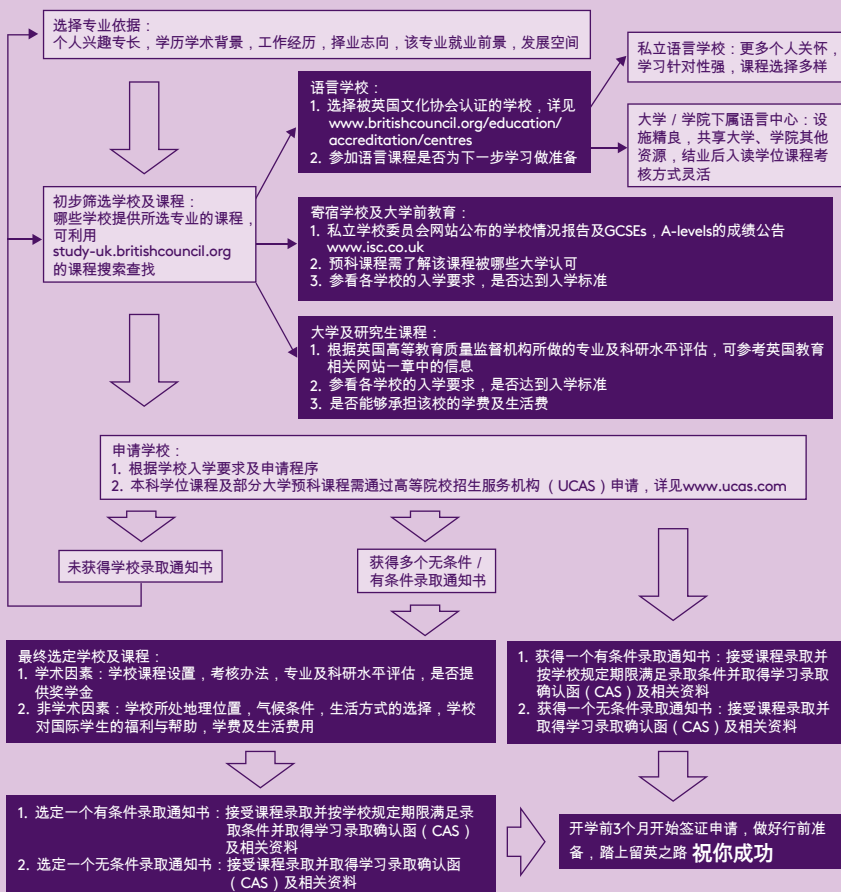 选择专业依据：
个人兴趣专长，学历学术背景，工作经历，择业志向，该专业就业前景，发展空间
私立语言学校：更多个人关怀，
学习针对性强，课程选择多样
语言学校：
1. 选择被英国文化协会认证的学校，详见
www.britishcouncil.org/education/
accreditation/centres
2. 参加语言课程是否为下一步学习做准备
大学 / 学院下属语言中心：设
施精良，共享大学、学院其他
资源，结业后入读学位课程考
核方式灵活
初步筛选学校及课程：
哪些学校提供所选专业的课程，
可利用
study-uk.britishcouncil.org
的课程搜索查找
寄宿学校及大学前教育：
1. 私立学校委员会网站公布的学校情况报告及GCSEs，A-levels的成绩公告
www.isc.co.uk
2. 预科课程需了解该课程被哪些大学认可
3. 参看各学校的入学要求，是否达到入学标准
大学及研究生课程：
1. 根据英国高等教育质量监督机构所做的专业及科研水平评估，可参考英国教育
相关网站一章中的信息
2. 参看各学校的入学要求，是否达到入学标准
3. 是否能够承担该校的学费及生活费
申请学校：
1. 根据学校入学要求及申请程序
2. 本科学位课程及部分大学预科课程需通过高等院校招生服务机构（UCAS）申请，详见www.ucas.com
未获得学校录取通知书
获得多个无条件 /
有条件录取通知书
最终选定学校及课程：
1. 学术因素：学校课程设置，考核办法，专业及科研水平评估，是否提
供奖学金
2. 非学术因素：学校所处地理位置，气候条件，生活方式的选择，学校
对国际学生的福利与帮助，学费及生活费用
1. 获得一个有条件录取通知书：接受课程录取并
按学校规定期限满足录取条件并取得学习录取
确认函（CAS）及相关资料
2. 获得一个无条件录取通知书：接受课程录取并
取得学习录取确认函（CAS）及相关资料
1. 选定一个有条件录取通知书：接受课程录取并按学校规定期限满足录
取条件并取得学习录取确认函（CAS）
及相关资料
2. 选定一个无条件录取通知书：接受课程录取并取得学习录取确认函
（CAS）及相关资料
开学前3个月开始签证申请，做好行前准
备，踏上留英之路 祝你成功